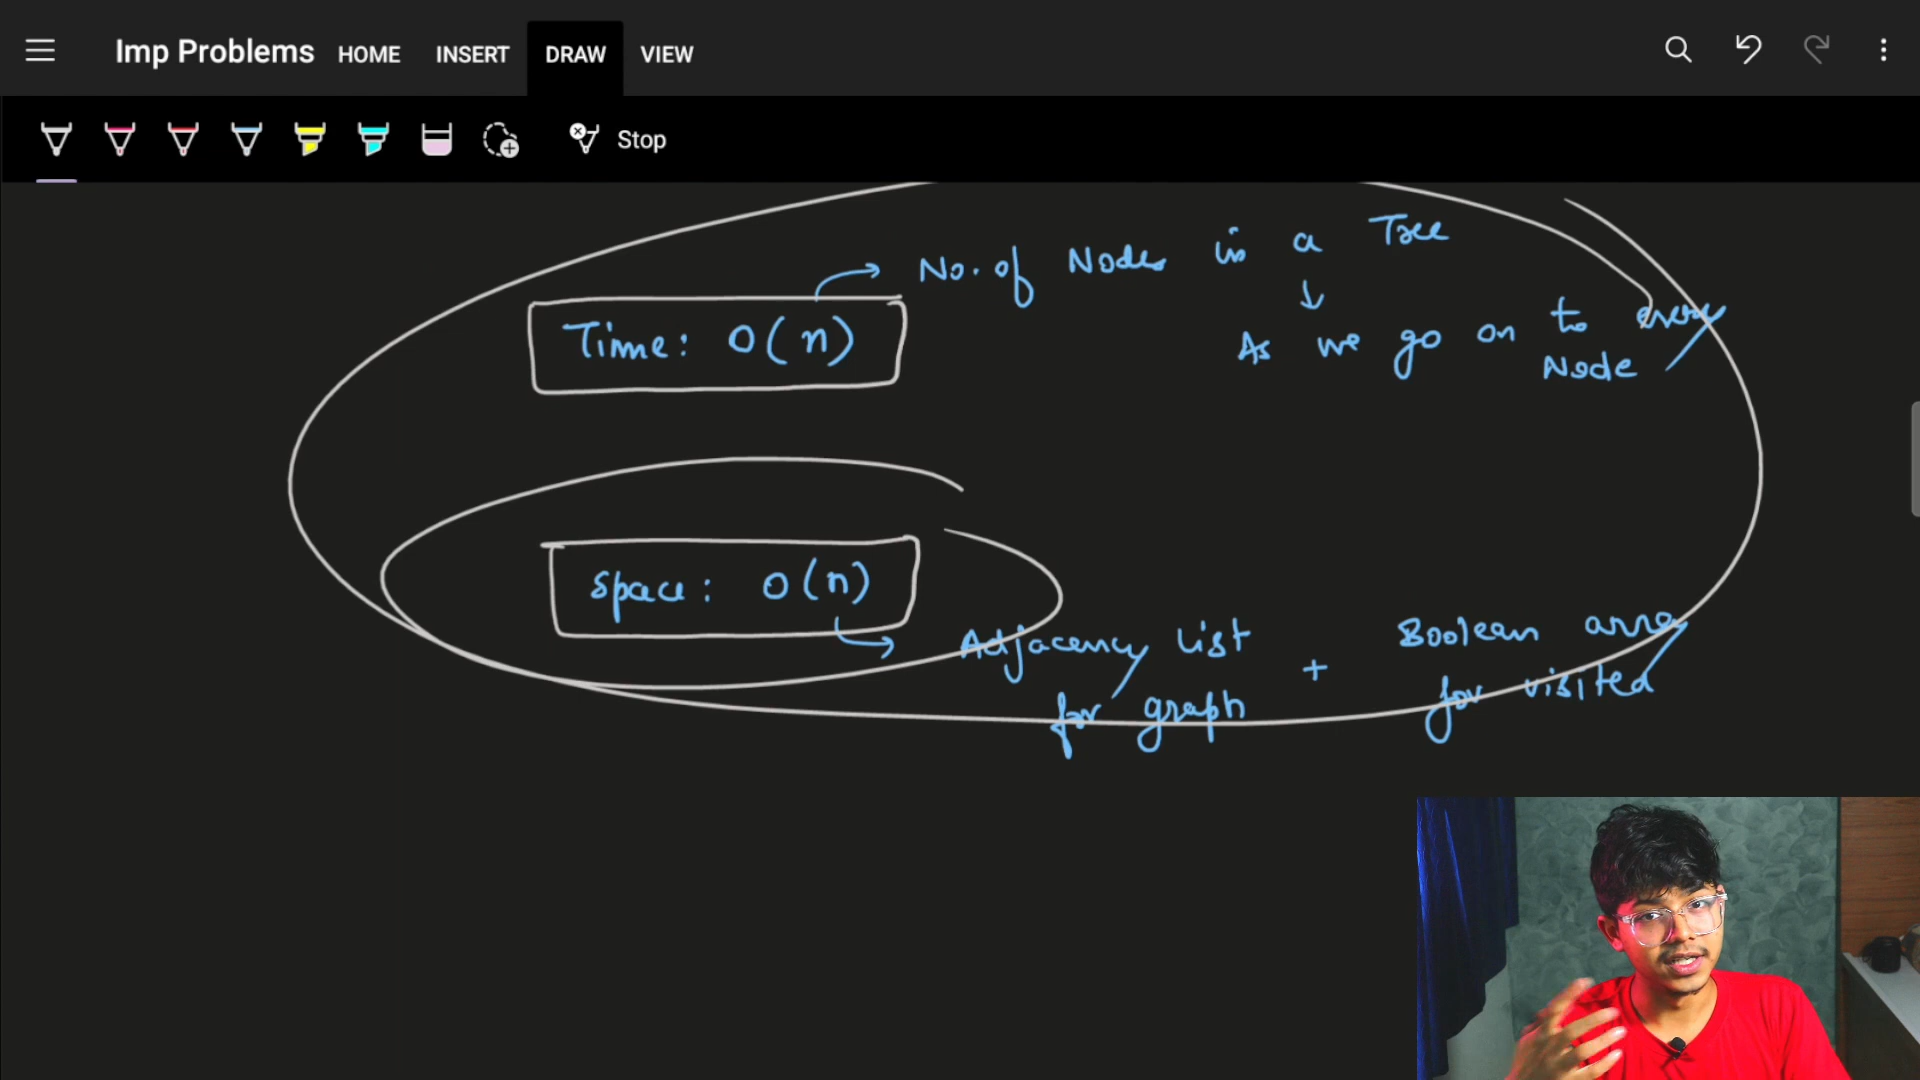 Imp Problems HOME INSERT DRAW VIEW
Stop
No. of Nodes in a Tree
Time: O(n)
As we go on to every
Node
Space: O(n)
Adjacency List + Boolean array
for graph for visited